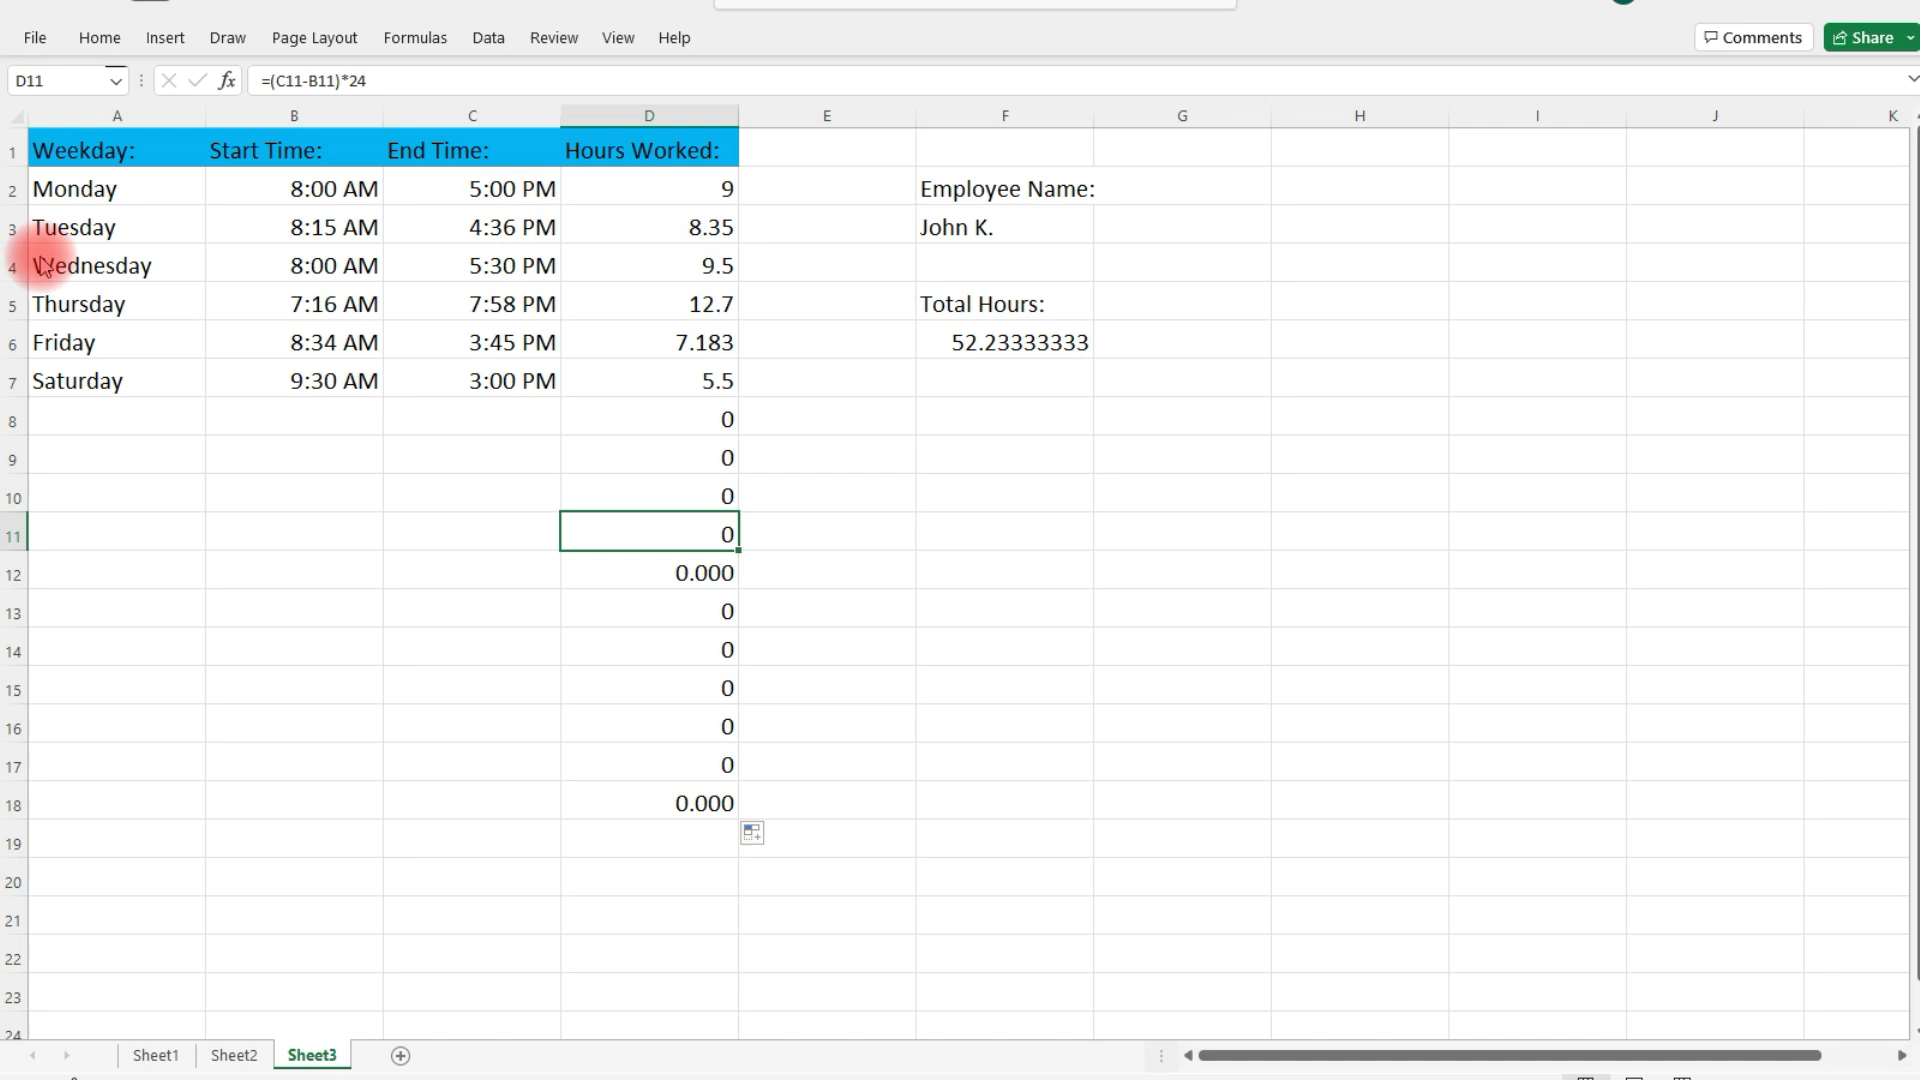 File Home Insert Draw Page Layout Formulas Data Review View Help Comments Share
D11 fx =(C11-B11)*24
A B C D E F G H I J K
1 Weekday: Start Time: End Time: Hours Worked:
2 Monday 8:00 AM 5:00 PM 9 Employee Name:
3 Tuesday 8:15 AM 4:36 PM 8.35 John K.
4 Wednesday 8:00 AM 5:30 PM 9.5
5 Thursday 7:16 AM 7:58 PM 12.7 Total Hours:
6 Friday 8:34 AM 3:45 PM 7.183 52.23333333
7 Saturday 9:30 AM 3:00 PM 5.5
8 0
9 0
10 0
11 0
12 0.000
13 0
14 0
15 0
16 0
17 0
18 0.000
19
20
21
22
23
24
Sheet1 Sheet2 Sheet3